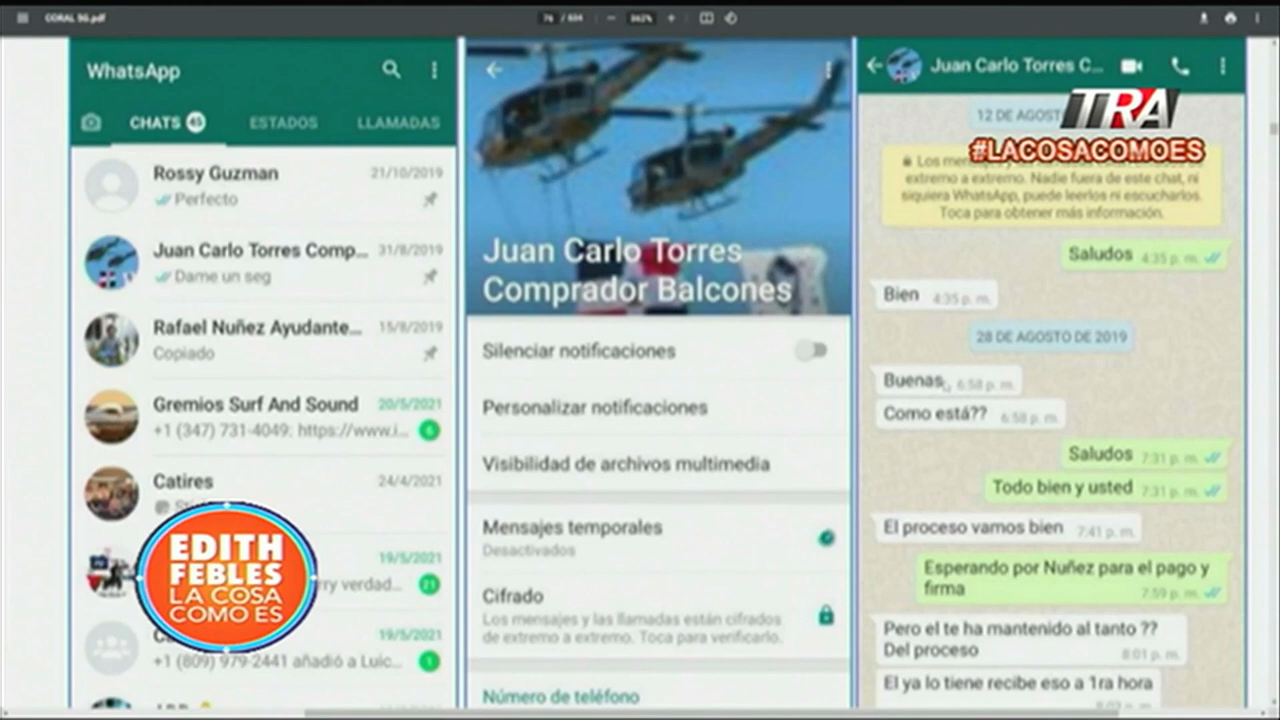 CORAL 5G.pdf
76 / 604
362%
WhatsApp
CHATS 45
ESTADOS
LLAMADAS
Rossy Guzman 21/10/2019
Perfecto
Juan Carlo Torres Comp... 31/8/2019
Dame un seg
Rafael Nuñez Ayudante... 15/8/2019
Copiado
Gremios Surf And Sound 20/5/2021
+1 (347) 731-4049: https://www.i... 6
Catires 24/4/2021
19/5/2021
rry verdad... 21
19/5/2021
+1 (809) 979-2441 añadió a Luic... 1
EDITH
FEBLES
LA COSA
COMO ES
Juan Carlo Torres
Comprador Balcones
Silenciar notificaciones
Personalizar notificaciones
Visibilidad de archivos multimedia
Mensajes temporales
Desactivados
Cifrado
Los mensajes y las llamadas están cifrados
de extremo a extremo. Toca para verificarlo.
Número de teléfono
Juan Carlo Torres C...
12 DE AGOST
TRA
#LACOSACOMOES
Los mens
extremo a extremo. Nadie fuera de este chat, ni
siquiera WhatsApp, puede leerlos ni escucharlos.
Toca para obtener más información.
Saludos 4:35 p. m.
Bien 4:35 p. m.
28 DE AGOSTO DE 2019
Buenas 6:58 p. m.
Como está?? 6:58 p. m.
Saludos 7:31 p. m.
Todo bien y usted 7:31 p. m.
El proceso vamos bien 7:41 p. m.
Esperando por Nuñez para el pago y
firma 7:59 p. m.
Pero el te ha mantenido al tanto ??
Del proceso 8:01 p. m.
El ya lo tiene recibe eso a 1ra hora